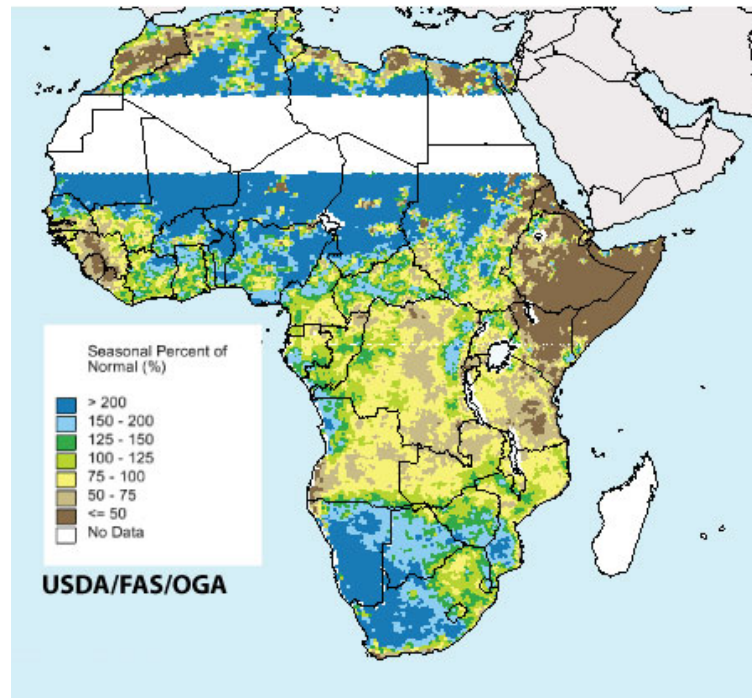 Seasonal Percent of
Normal (%)
> 200
150 - 200
125 - 150
100 - 125
75 - 100
50 - 75
<= 50
No Data
USDA/FAS/OGA